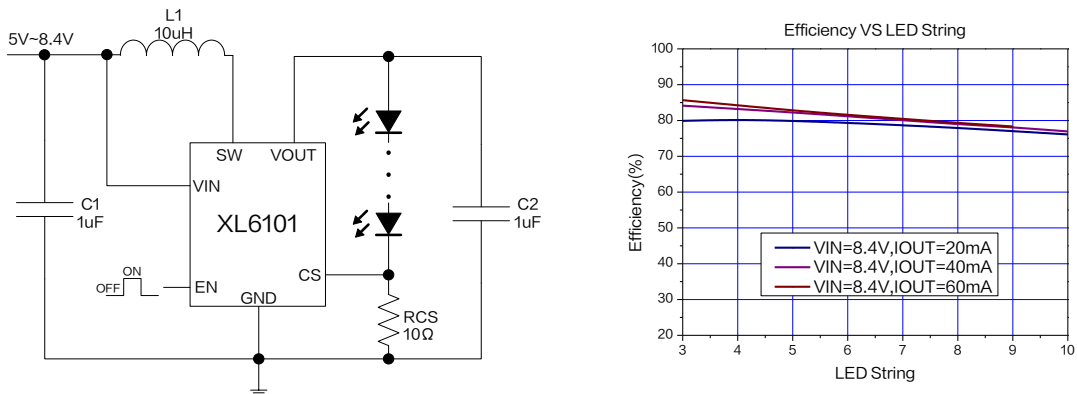 L1
10uH
5V~8.4V
SW
VOUT
VIN
XL6101
C1
1uF
C2
1uF
CS
ON
OFF
EN
GND
RCS
10Ω
Efficiency VS LED String
Efficiency(%)
100
90
80
70
60
50
40
30
20
VIN=8.4V,IOUT=20mA
VIN=8.4V,IOUT=40mA
VIN=8.4V,IOUT=60mA
3 4 5 6 7 8 9 10
LED String